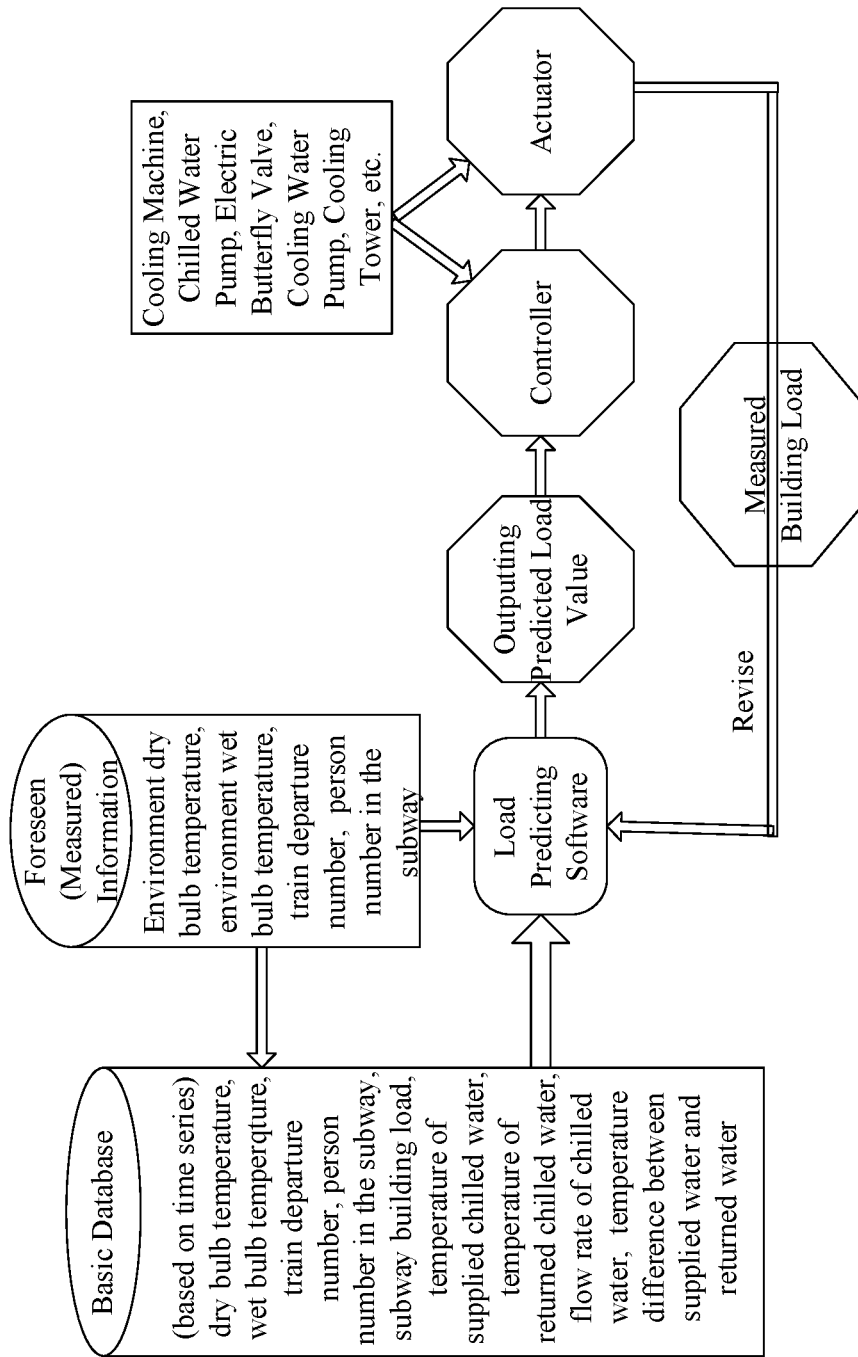 Basic Database
(based on time series)
dry bulb temperature,
wet bulb temperqture,
train departure
number, person
number in the subway,
subway building load,
temperature of
supplied chilled water,
temperature of
returned chilled water,
flow rate of chilled
water, temperature
difference between
supplied water and
returned water
Foreseen
(Measured)
Information
Environment dry
bulb temperature,
environment wet
bulb temperature,
train departure
number, person
number in the
subway
Load
Predicting
Software
Outputting
Predicted Load
Value
Controller
Actuator
Cooling Machine,
Chilled Water
Pump, Electric
Butterfly Valve,
Cooling Water
Pump, Cooling
Tower, etc.
Measured
Building Load
Revise